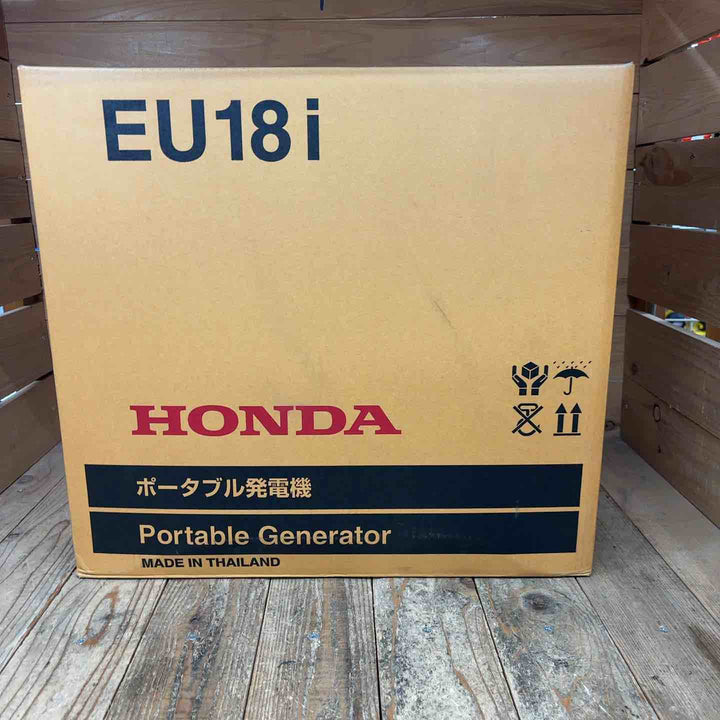 EU18i
HONDA
ポータブル発電機
Portable Generator
MADE IN THAILAND